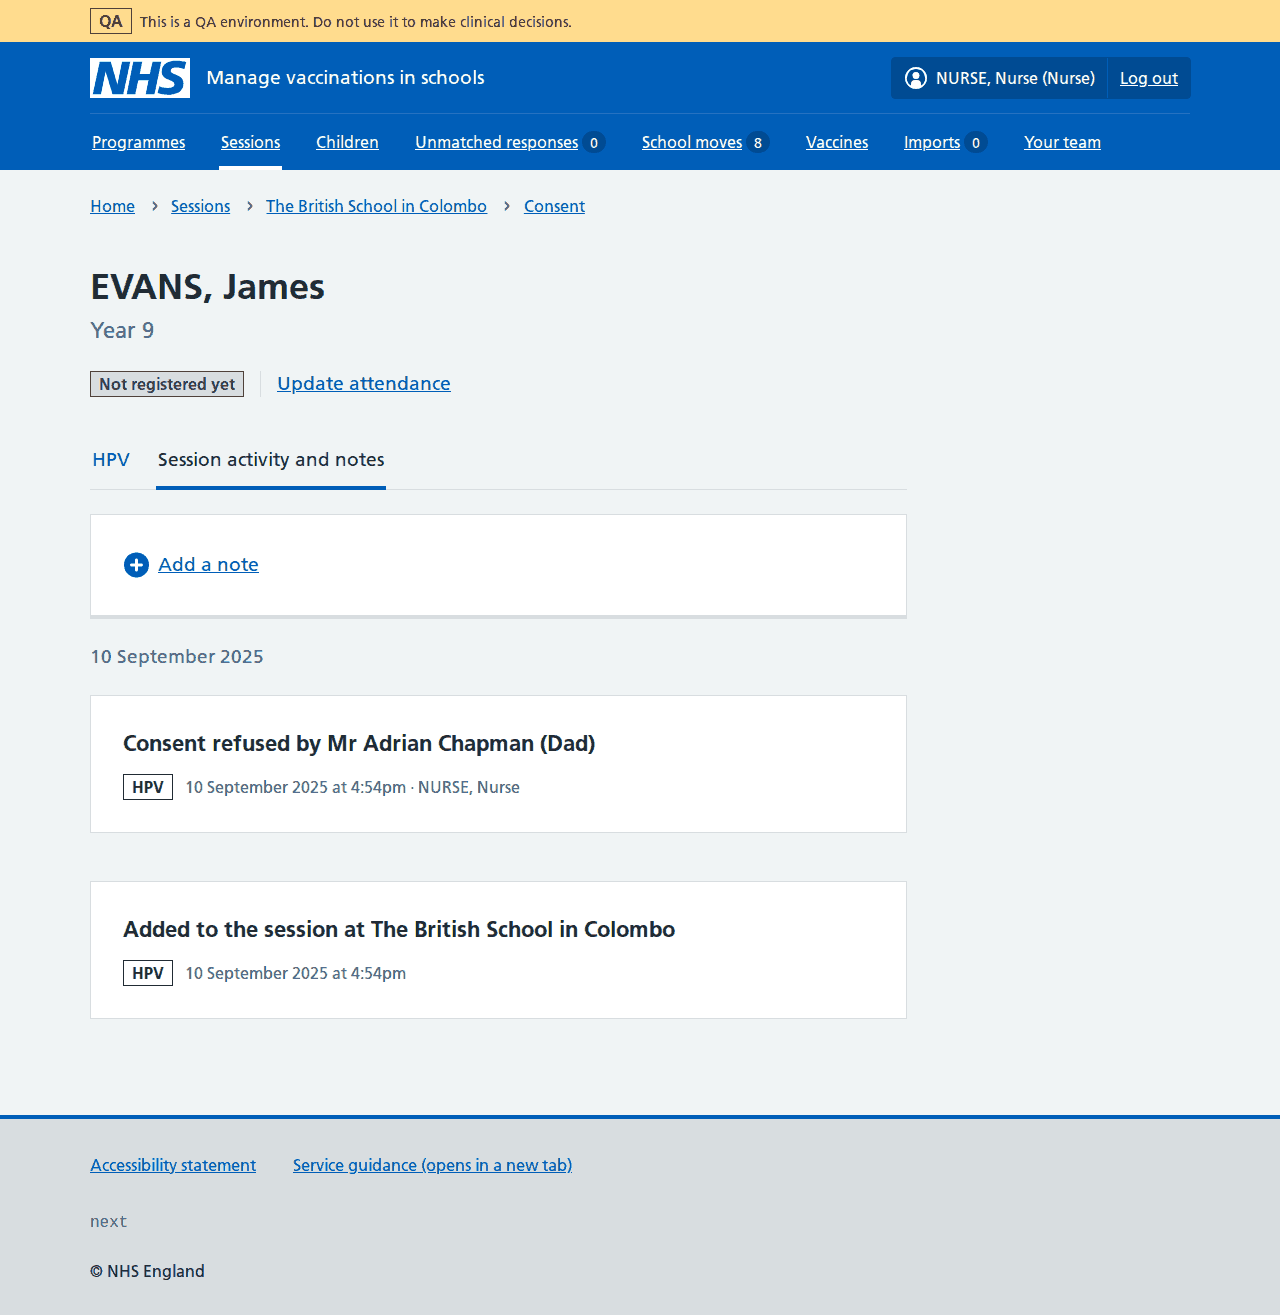 QA This is a QA environment. Do not use it to make clinical decisions.
NHS Manage vaccinations in schools NURSE, Nurse (Nurse) Log out
Programmes Sessions Children Unmatched responses 0 School moves 8 Vaccines Imports 0 Your team
Home Sessions The British School in Colombo Consent
EVANS, James
Year 9
Not registered yet Update attendance
HPV Session activity and notes
Add a note
10 September 2025
Consent refused by Mr Adrian Chapman (Dad)
HPV 10 September 2025 at 4:54pm · NURSE, Nurse
Added to the session at The British School in Colombo
HPV 10 September 2025 at 4:54pm
Accessibility statement Service guidance (opens in a new tab)
next
© NHS England